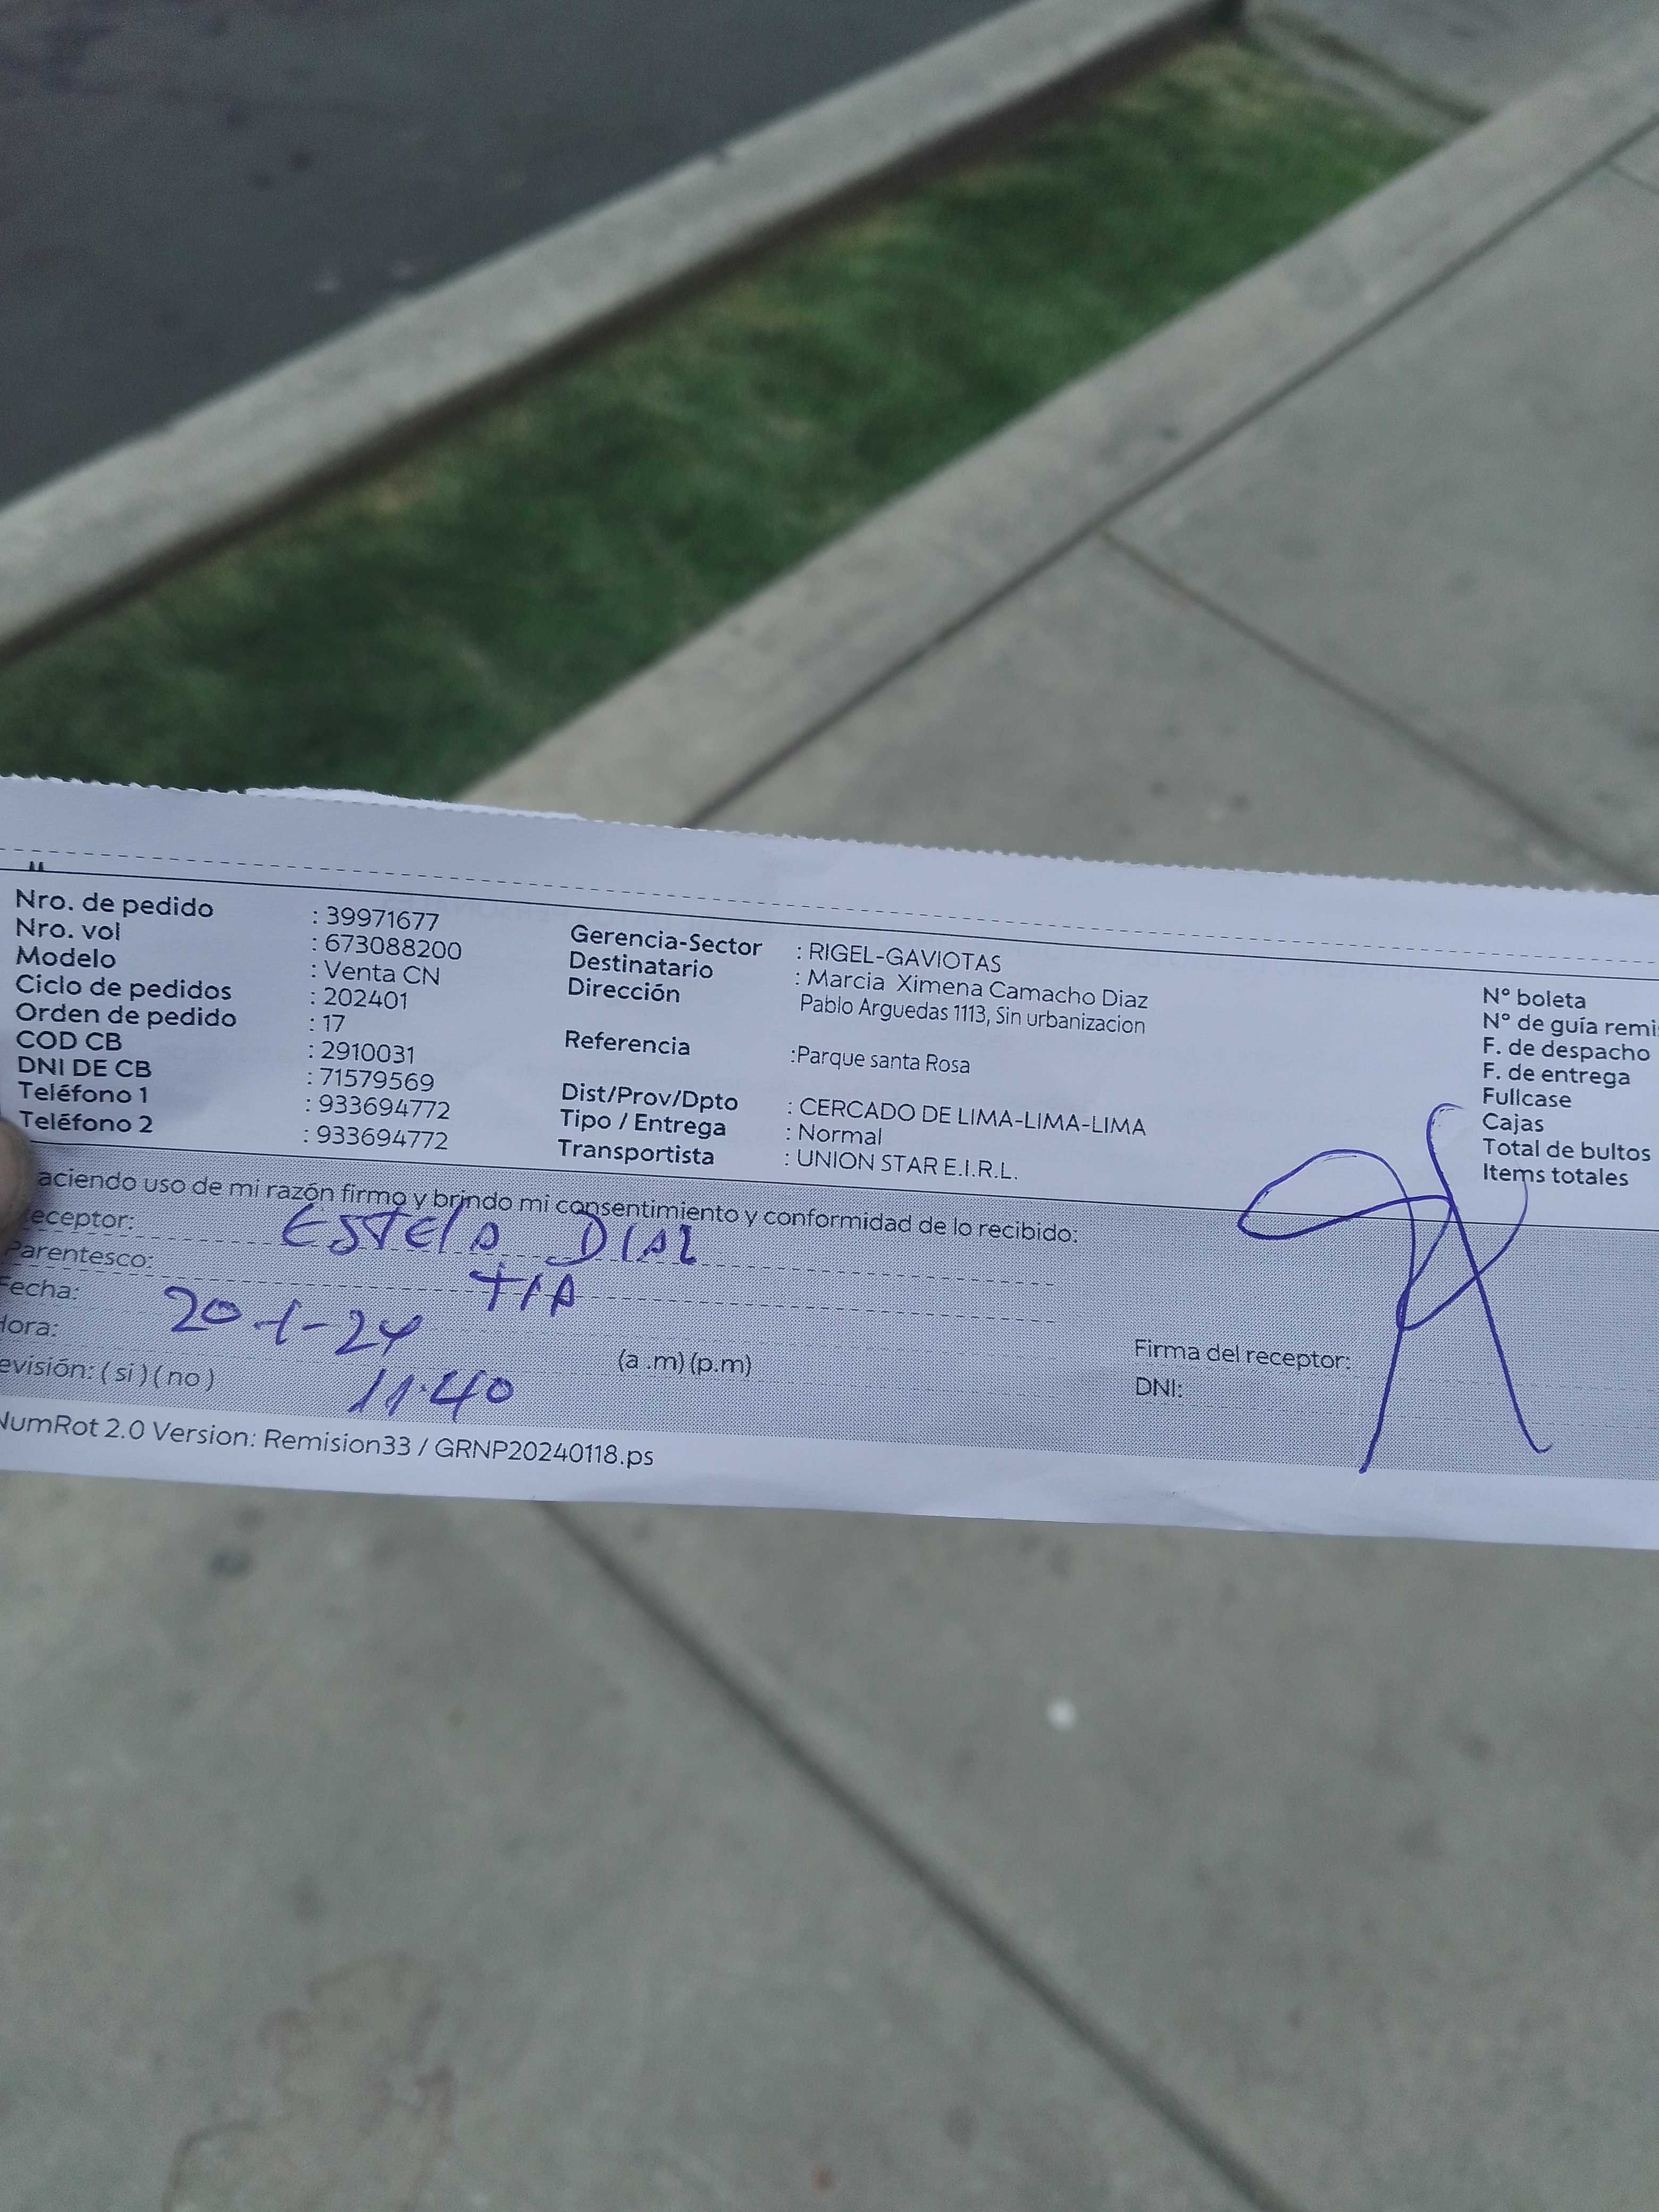 Nro. de pedido : 39971677
Nro. vol : 673088200
Modelo : Venta CN
Ciclo de pedidos : 202401
Orden de pedido : 17
COD CB : 2910031
DNI DE CB : 71579569
Teléfono 1 : 933694772
Teléfono 2 : 933694772
Gerencia-Sector : RIGEL-GAVIOTAS
Destinatario : Marcia Ximena Camacho Diaz
Dirección Pablo Arguedas 1113, Sin urbanizacion
Referencia :Parque santa Rosa
Dist/Prov/Dpto : CERCADO DE LIMA-LIMA-LIMA
Tipo / Entrega : Normal
Transportista : UNION STAR E.I.R.L.
N° boleta
N° de guía remi
F. de despacho
F. de entrega
Fullcase
Cajas
Total de bultos
Items totales
aciendo uso de mi razón firmo y brindo mi consentimiento y conformidad de lo recibido:
eceptor: ESTELA DIAZ
Parentesco: TIA
Fecha: 20-1-24
Hora: 11.40 (a .m) (p.m)
evisión: ( si ) ( no )
Firma del receptor:
DNI:
NumRot 2.0 Version: Remision33 / GRNP20240118.ps